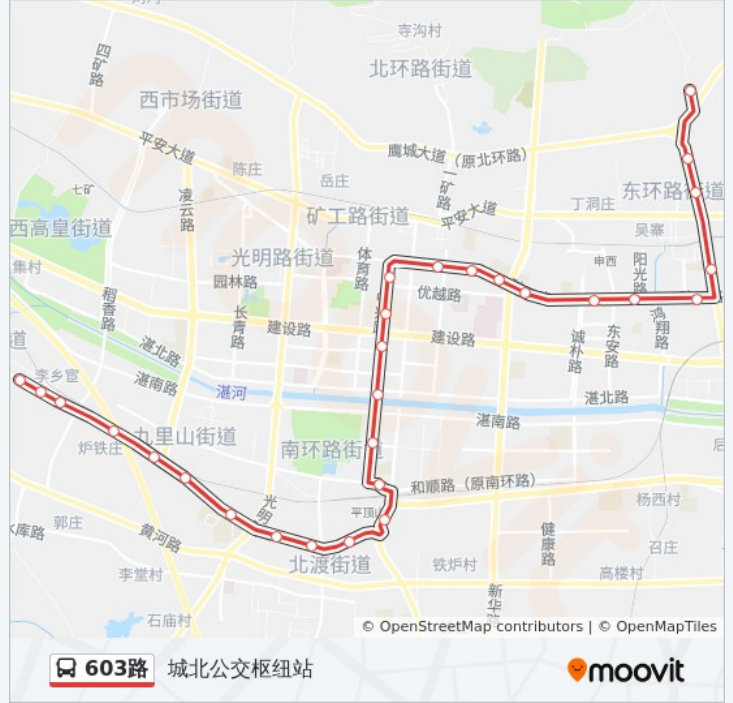 寺沟村
四矿路
北环路街道
西市场街道
平安大道
鹰城大道（原北环路）
陈庄
岳庄
一矿路
七矿
凌云路
东环路街道
丁洞庄
矿工路街道
平安大道
西高皇街道
吴寨
光明路街道
体育路
申西
阳光路
集村
园林路
优越路
稻香路
长青路
建设路
建设路
鸿翔路
诚朴路
东安路
道
湛北路
李乡宦
湛南路
湛河
湛北路
湛南路
九里山街道
炉铁庄
南环路街
后
和顺路（原南环路）
杨西村
光明
平顶山
郭庄
水库路
黄河路
健康路
召庄
北渡街道
铁炉村
李堂村
高楼村
新华
石庙村
© OpenStreetMap contributors | © OpenMapTiles
603路 城北公交枢纽站
moovit